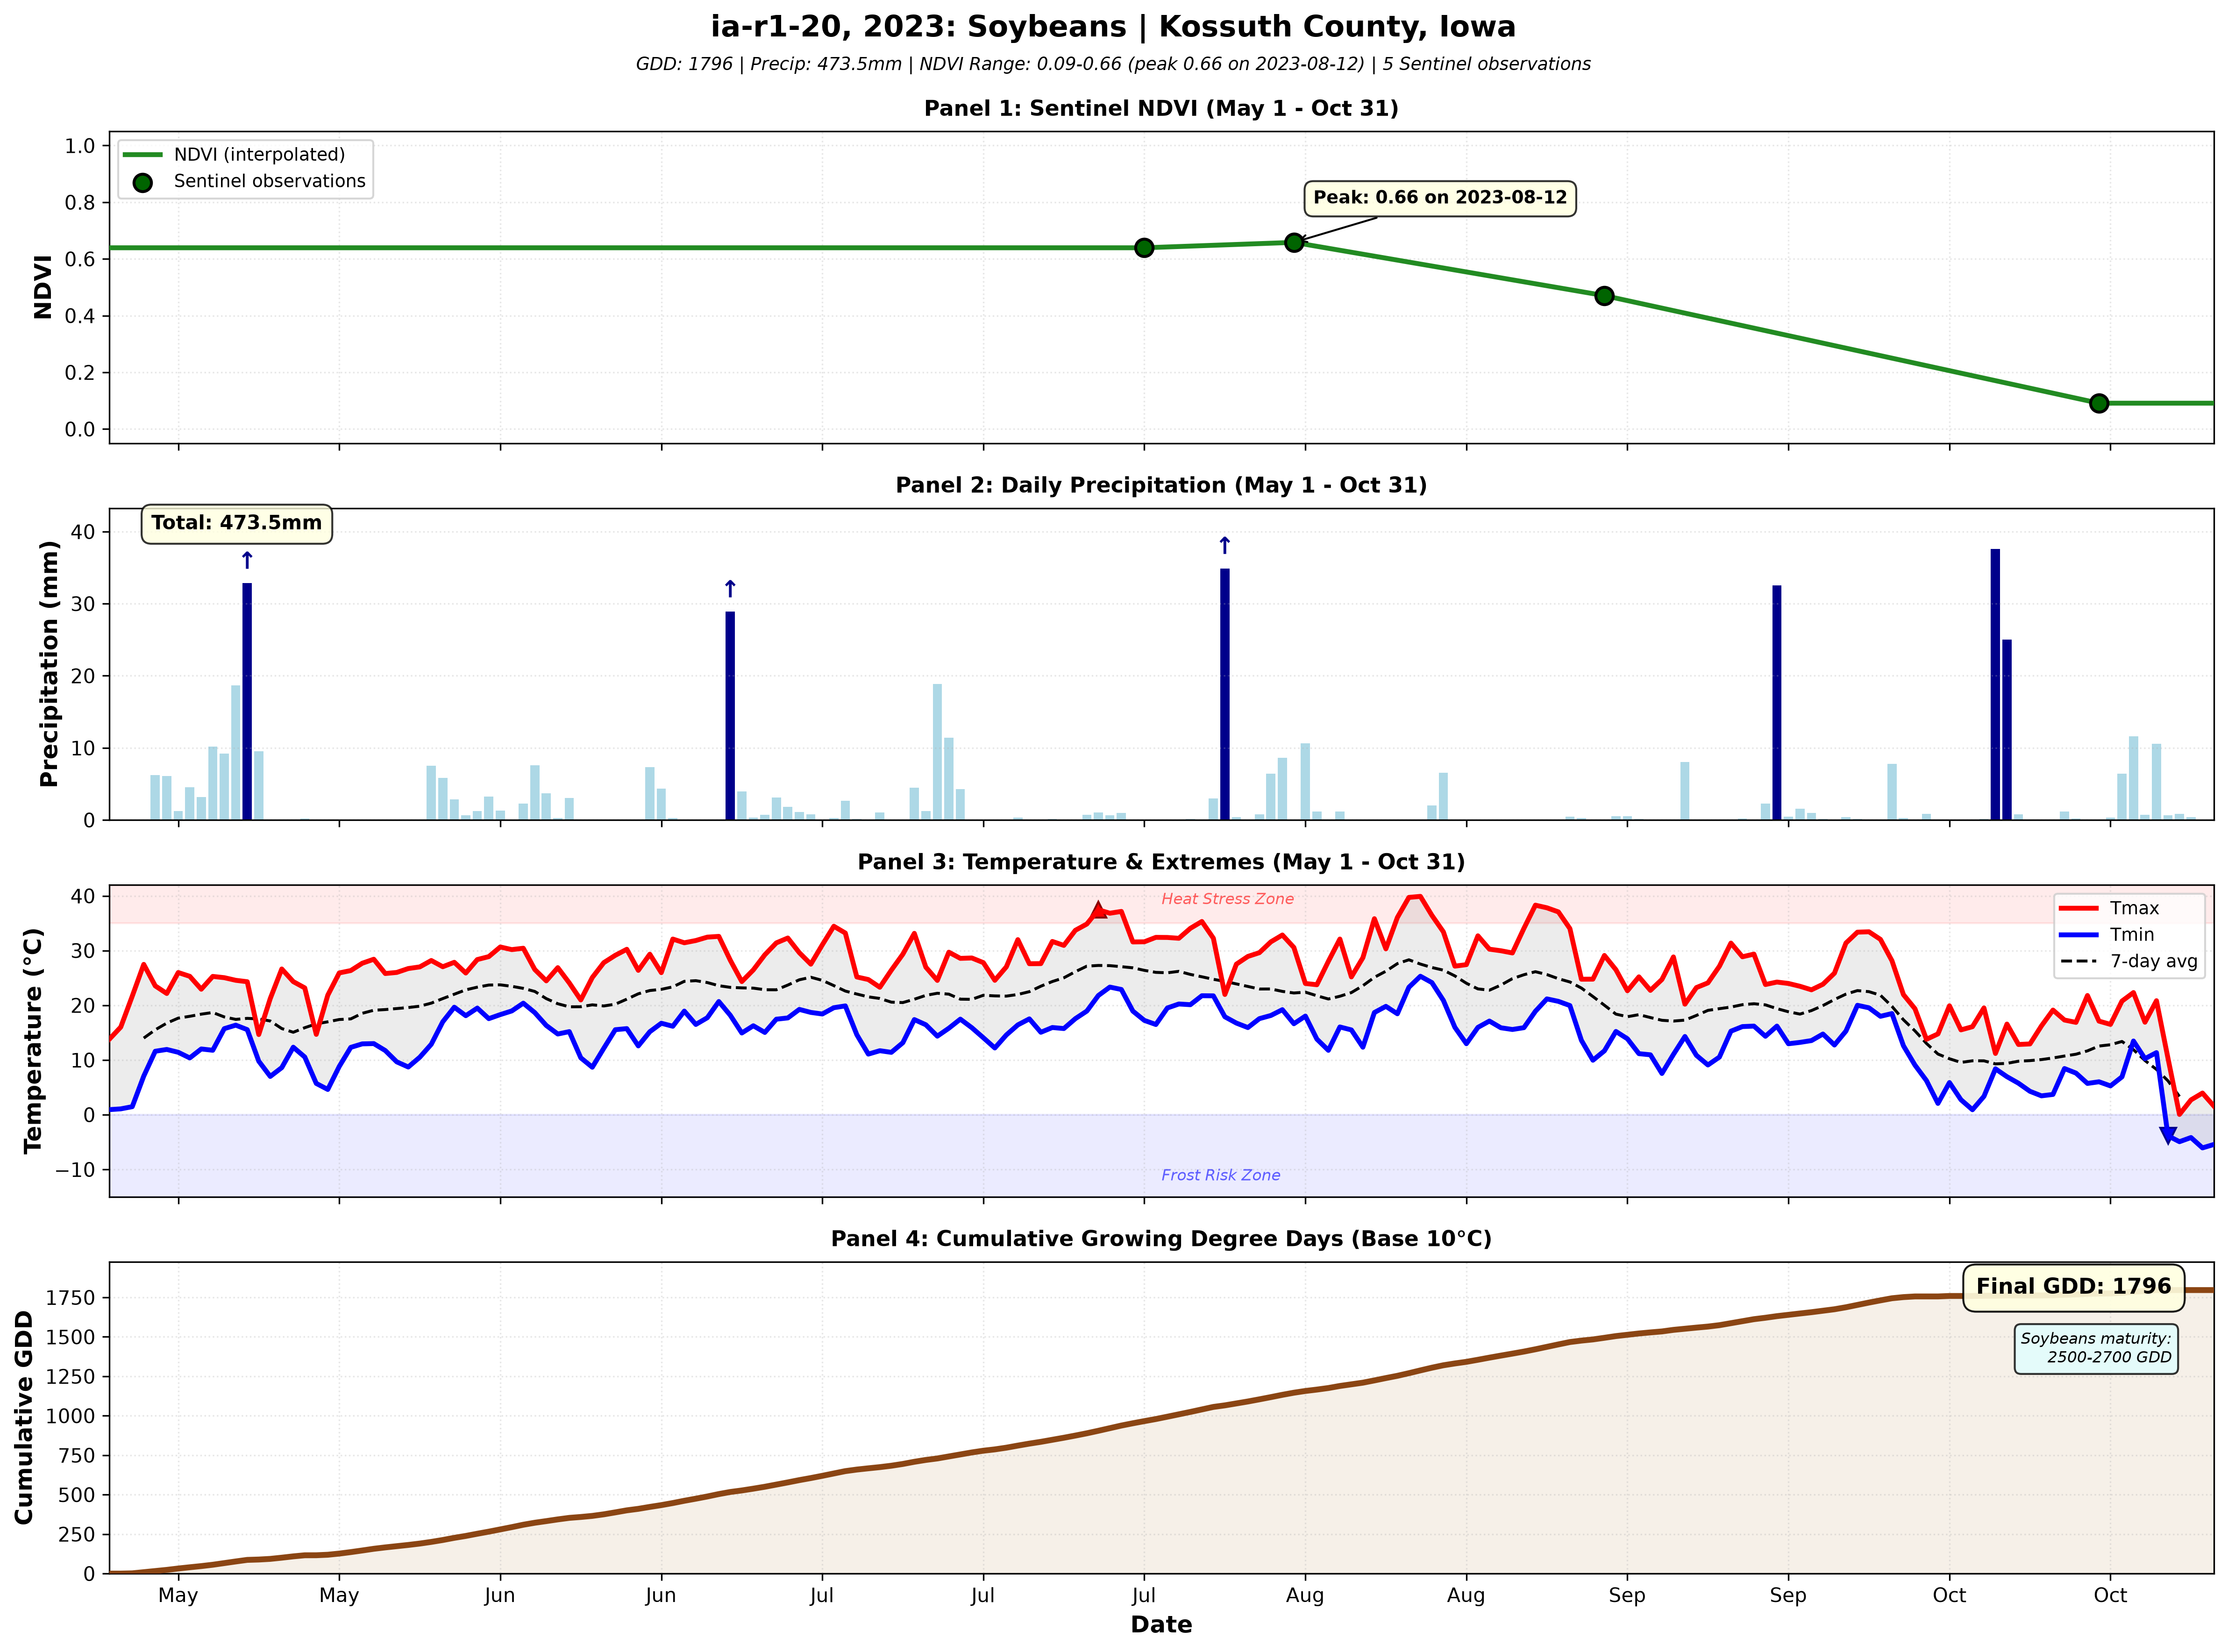 ia-r1-20, 2023: Soybeans | Kossuth County, Iowa
GDD: 1796 | Precip: 473.5mm | NDVI Range: 0.09-0.66 (peak 0.66 on 2023-08-12) | 5 Sentinel observations
Panel 1: Sentinel NDVI (May 1 - Oct 31)
NDVI (interpolated)
Sentinel observations
Peak: 0.66 on 2023-08-12
1.0
0.8
0.6
0.4
0.2
0.0
NDVI
Panel 2: Daily Precipitation (May 1 - Oct 31)
Total: 473.5mm
↑
↑
↑
40
30
20
10
0
Precipitation (mm)
Panel 3: Temperature & Extremes (May 1 - Oct 31)
Heat Stress Zone
Frost Risk Zone
Tmax
Tmin
7-day avg
40
30
20
10
0
−10
Temperature (°C)
Panel 4: Cumulative Growing Degree Days (Base 10°C)
Final GDD: 1796
Soybeans maturity:
2500-2700 GDD
1750
1500
1250
1000
750
500
250
0
Cumulative GDD
May May Jun Jun Jul Jul Jul Aug Aug Sep Sep Oct Oct
Date